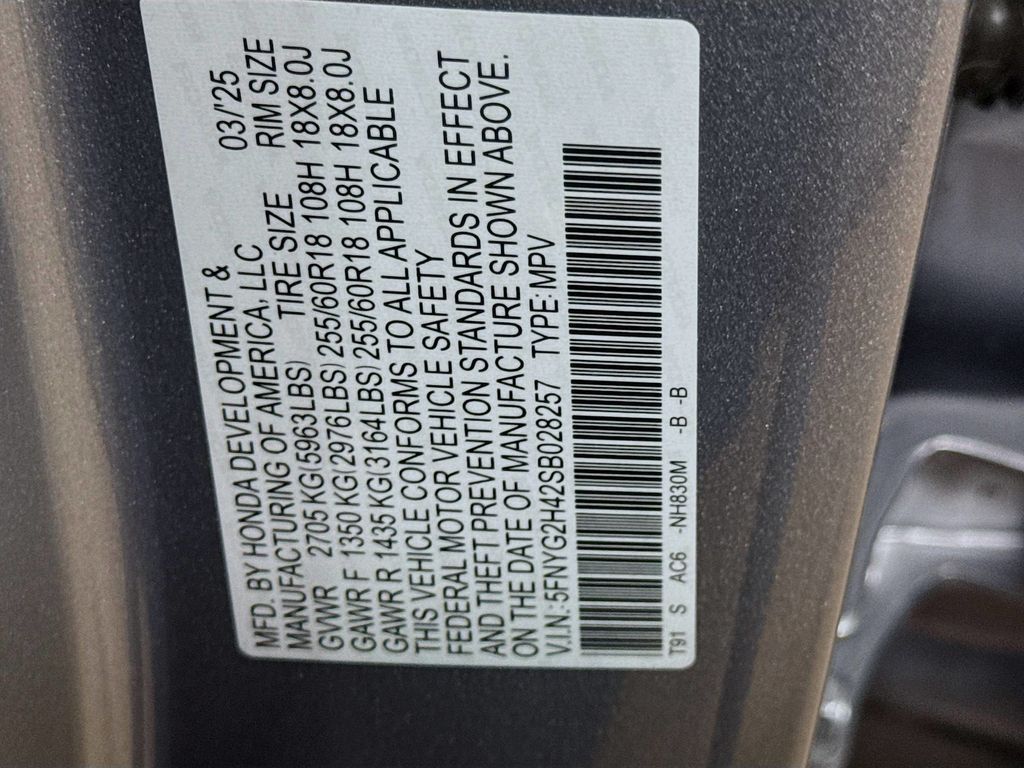 MFD. BY HONDA DEVELOPMENT &
MANUFACTURING OF AMERICA, LLC 03/'25
GVWR 2705 KG(5963LBS) TIRE SIZE RIM SIZE
GAWR F 1350 KG(2976LBS) 255/60R18 108H 18X8.0J
GAWR R 1435 KG(3164LBS) 255/60R18 108H 18X8.0J
THIS VEHICLE CONFORMS TO ALL APPLICABLE
FEDERAL MOTOR VEHICLE SAFETY
AND THEFT PREVENTION STANDARDS IN EFFECT
ON THE DATE OF MANUFACTURE SHOWN ABOVE.
V.I.N.: 5FNYG2H42SB028257 TYPE: MPV
T91 S AC6 -NH830M -B -B